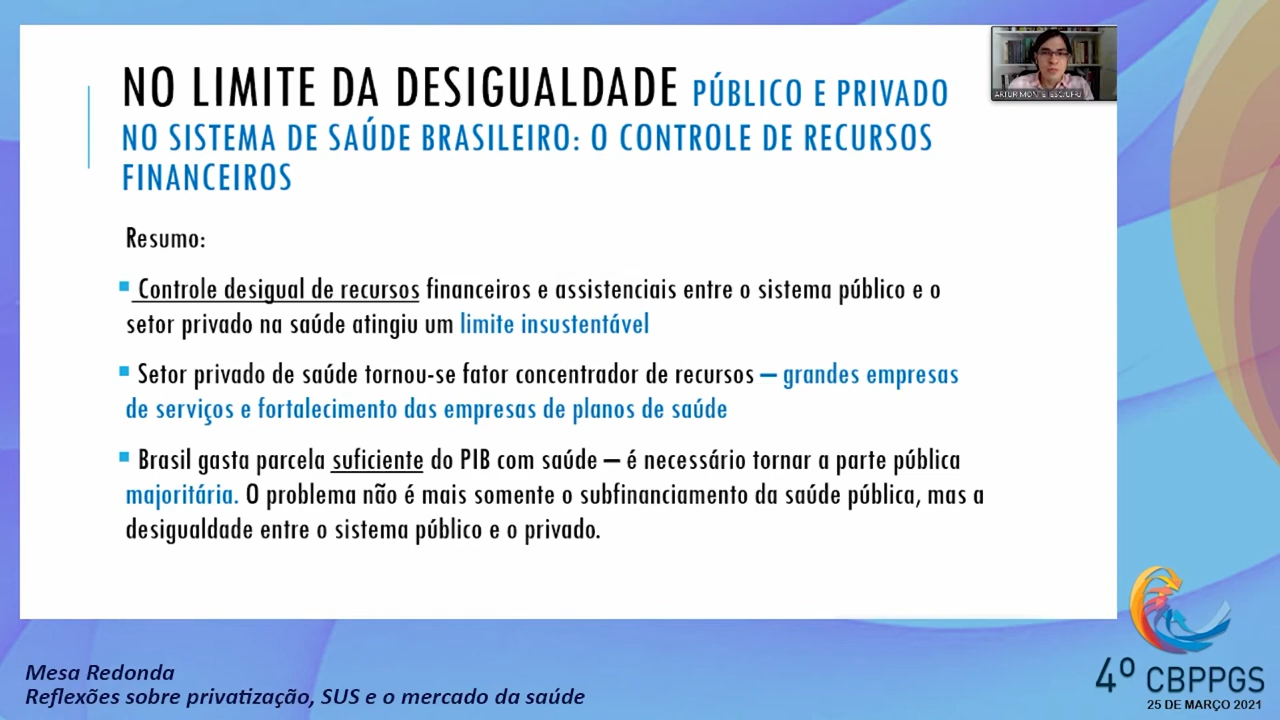 NO LIMITE DA DESIGUALDADE PÚBLICO E PRIVADO
NO SISTEMA DE SAÚDE BRASILEIRO: O CONTROLE DE RECURSOS
FINANCEIROS
Resumo:
▪ Controle desigual de recursos financeiros e assistenciais entre o sistema público e o
setor privado na saúde atingiu um limite insustentável
▪ Setor privado de saúde tornou-se fator concentrador de recursos – grandes empresas
de serviços e fortalecimento das empresas de planos de saúde
▪ Brasil gasta parcela suficiente do PIB com saúde – é necessário tornar a parte pública
majoritária. O problema não é mais somente o subfinanciamento da saúde pública, mas a
desigualdade entre o sistema público e o privado.
ARTUR
Mesa Redonda
Reflexões sobre privatização, SUS e o mercado da saúde
4º CBPPGS
25 DE MARÇO 2021